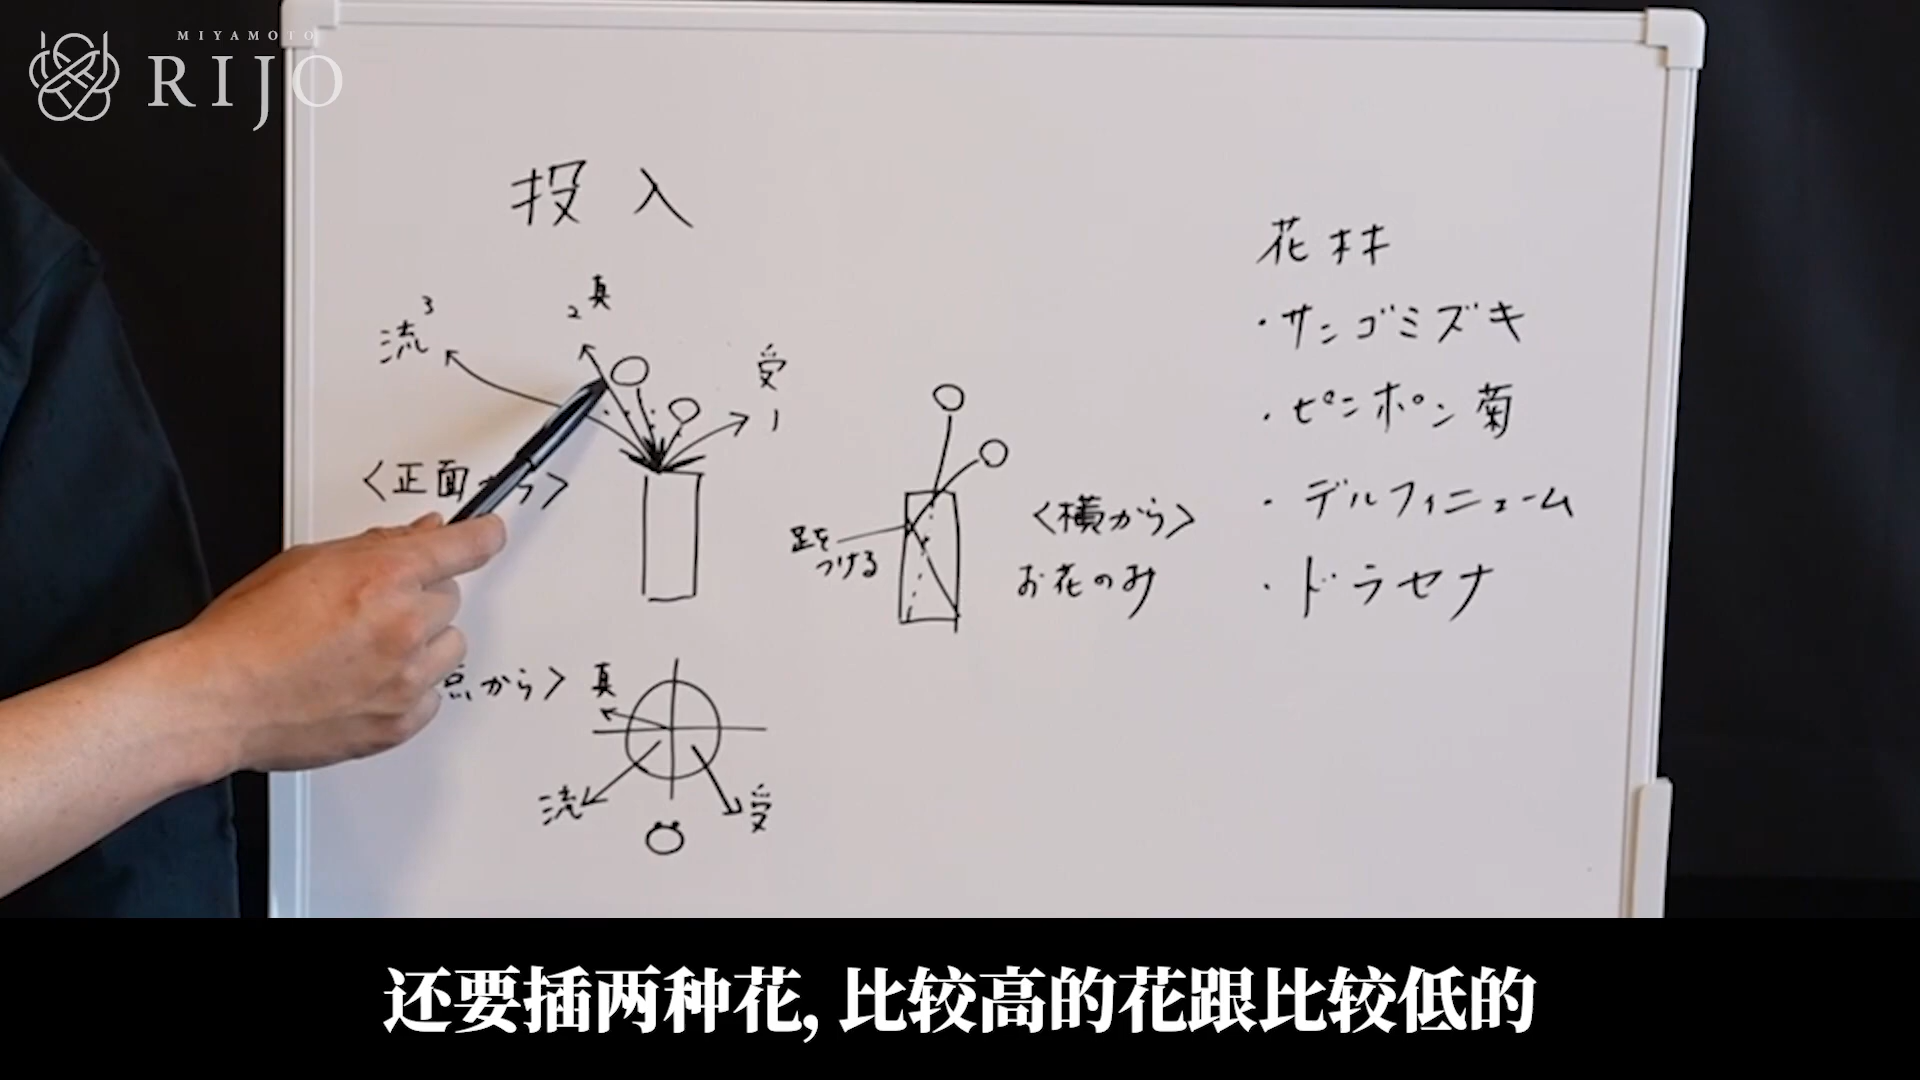 MIYAMOTO
RIJO
投入
流 3
2 真
受 1
<正面から>
足を
つける
<横から>
お花のみ
点から>
真
流
受
花材
・サンゴミズキ
・ピンポン菊
・デルフィニューム
・ドラセナ
还要插两种花, 比较高的花跟比较低的